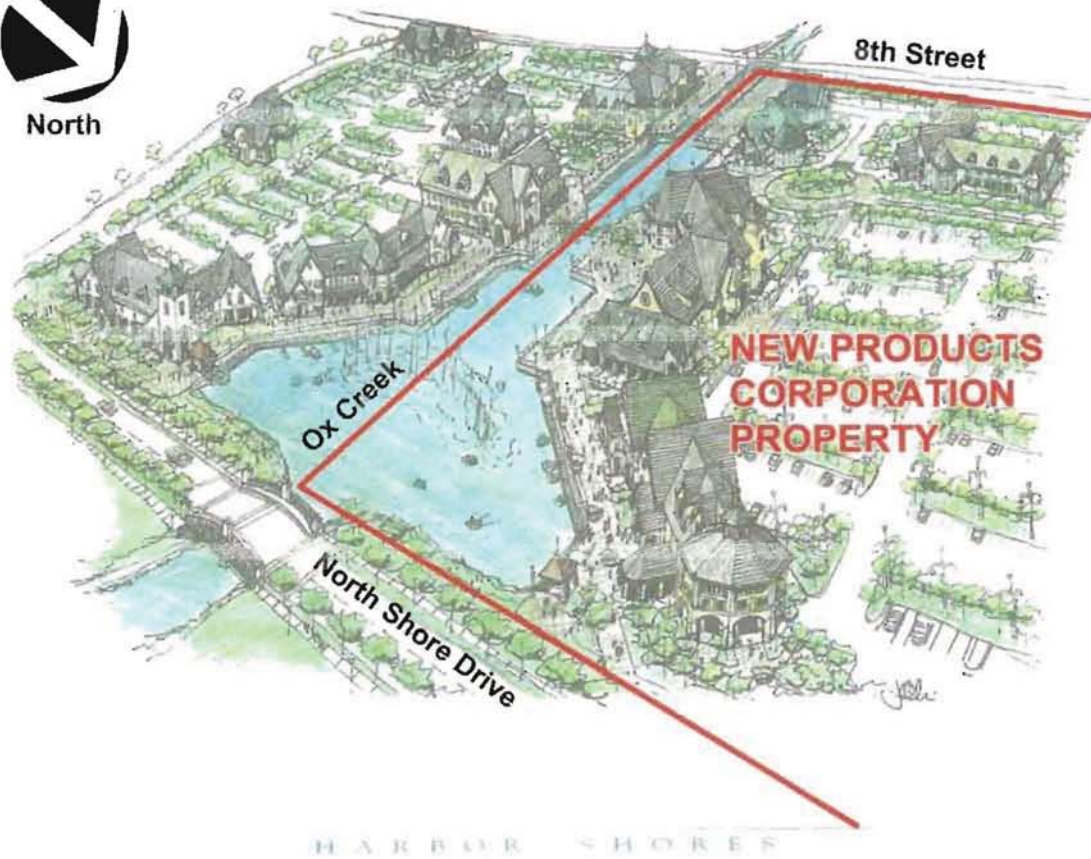 North
8th Street
NEW PRODUCTS
CORPORATION
PROPERTY
Ox Creek
North Shore Drive
HARBOR SHORES